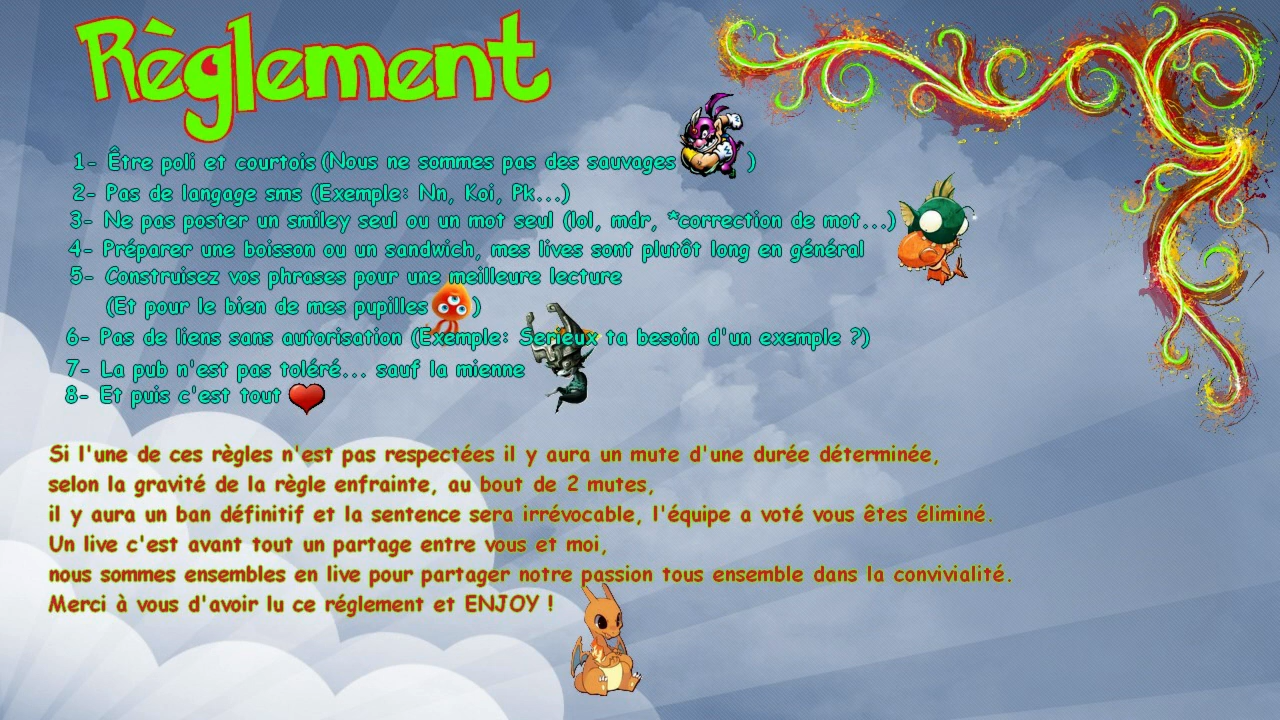 Règlement
1- Être poli et courtois (Nous ne sommes pas des sauvages )
2- Pas de langage sms (Exemple: Nn, Koi, Pk...)
3- Ne pas poster un smiley seul ou un mot seul (lol, mdr, *correction de mot...)
4- Préparer une boisson ou un sandwich, mes lives sont plutôt long en général
5- Construisez vos phrases pour une meilleure lecture
(Et pour le bien de mes pupilles )
6- Pas de liens sans autorisation (Exemple: Serieux ta besoin d'un exemple ?)
7- La pub n'est pas toléré... sauf la mienne
8- Et puis c'est tout
Si l'une de ces règles n'est pas respectées il y aura un mute d'une durée déterminée,
selon la gravité de la règle enfrainte, au bout de 2 mutes,
il y aura un ban définitif et la sentence sera irrévocable, l'équipe a voté vous êtes éliminé.
Un live c'est avant tout un partage entre vous et moi,
nous sommes ensembles en live pour partager notre passion tous ensemble dans la convivialité.
Merci à vous d'avoir lu ce réglement et ENJOY !